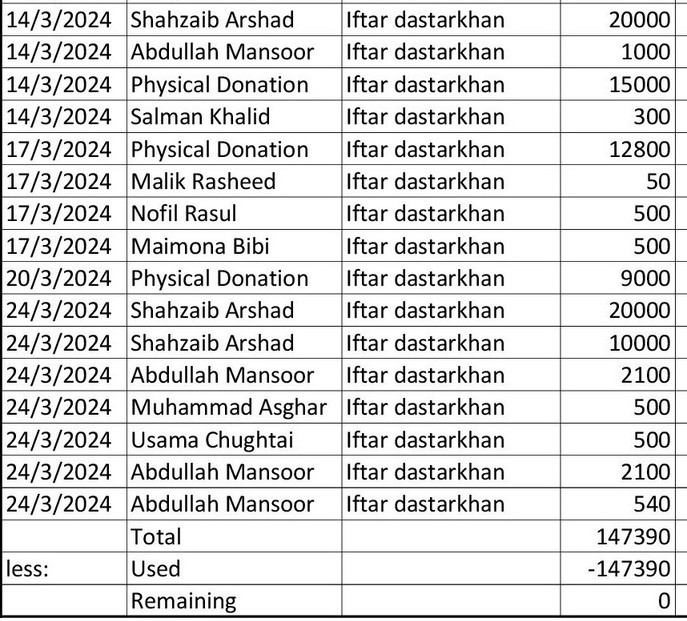 14/3/2024 Shahzaib Arshad Iftar dastarkhan 20000
14/3/2024 Abdullah Mansoor Iftar dastarkhan 1000
14/3/2024 Physical Donation Iftar dastarkhan 15000
14/3/2024 Salman Khalid Iftar dastarkhan 300
17/3/2024 Physical Donation Iftar dastarkhan 12800
17/3/2024 Malik Rasheed Iftar dastarkhan 50
17/3/2024 Nofil Rasul Iftar dastarkhan 500
17/3/2024 Maimona Bibi Iftar dastarkhan 500
20/3/2024 Physical Donation Iftar dastarkhan 9000
24/3/2024 Shahzaib Arshad Iftar dastarkhan 20000
24/3/2024 Shahzaib Arshad Iftar dastarkhan 10000
24/3/2024 Abdullah Mansoor Iftar dastarkhan 2100
24/3/2024 Muhammad Asghar Iftar dastarkhan 500
24/3/2024 Usama Chughtai Iftar dastarkhan 500
24/3/2024 Abdullah Mansoor Iftar dastarkhan 2100
24/3/2024 Abdullah Mansoor Iftar dastarkhan 540
Total 147390
less: Used -147390
Remaining 0